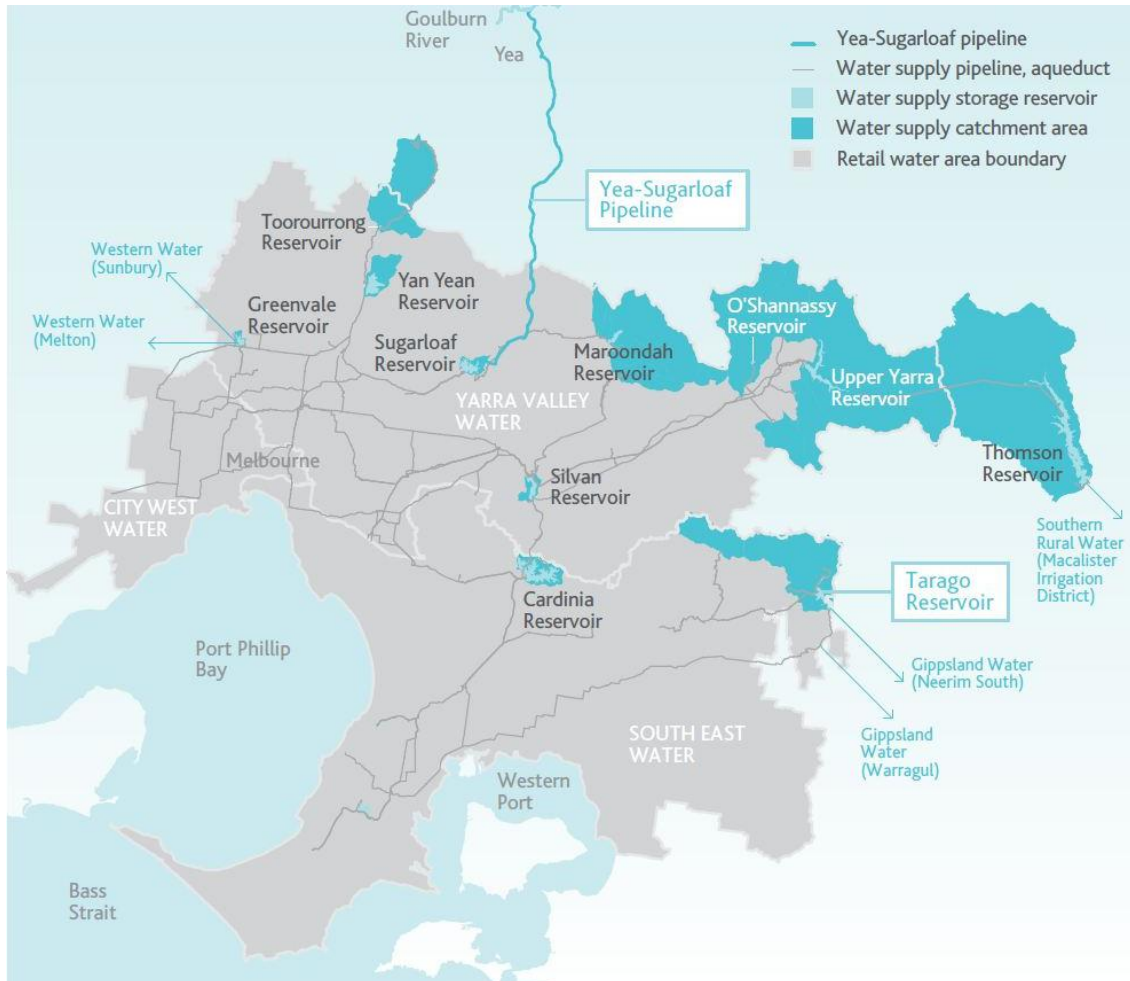 Goulburn
River
Yea
Yea-Sugarloaf pipeline
Water supply pipeline, aqueduct
Water supply storage reservoir
Water supply catchment area
Retail water area boundary
Yea-Sugarloaf
Pipeline
Toorourrong
Reservoir
Western Water
(Sunbury)
Yan Yean
Reservoir
Greenvale
Reservoir
Western Water
(Melton)
Sugarloaf
Reservoir
Maroondah
Reservoir
O'Shannassy
Reservoir
Upper Yarra
Reservoir
YARRA VALLEY
WATER
Thomson
Reservoir
Melbourne
Silvan
Reservoir
CITY WEST
WATER
Southern
Rural Water
(Macalister
Irrigation
District)
Tarago
Reservoir
Cardinia
Reservoir
Port Phillip
Bay
Gippsland Water
(Neerim South)
SOUTH EAST
WATER
Gippsland
Water
(Warragul)
Western
Port
Bass
Strait